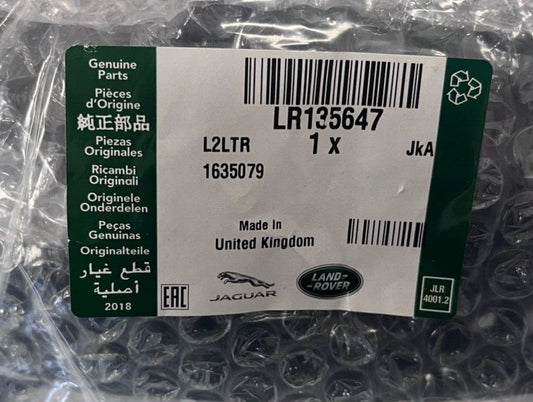 Genuine
Parts
Pièces
d'Origine
純正部品
Piezas
Originales
Ricambi
Originali
Originele
Onderdelen
Peças
Genuinas
Originalteile
قطع غيار
أصلية
2018
LR135647
L2LTR 1 x JkA
1635079
Made In
United Kingdom
EAC
JAGUAR
LAND-
-ROVER
JLR
4001.2